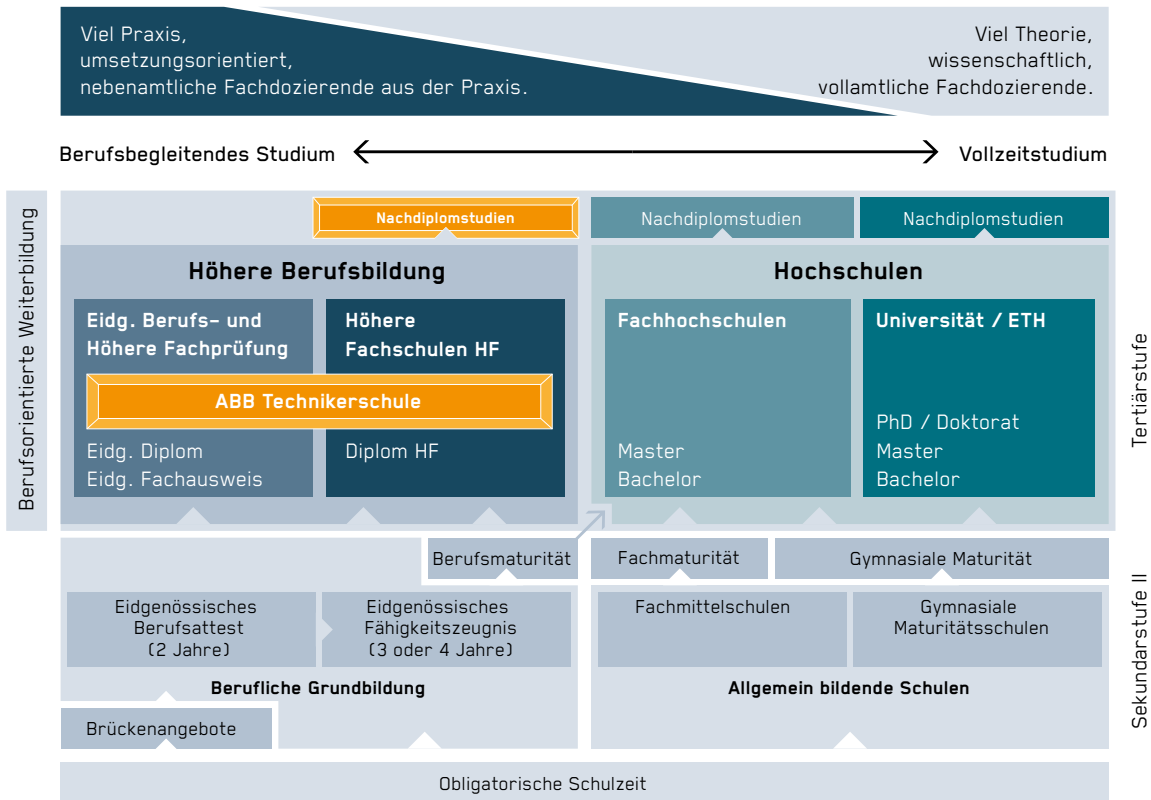 Viel Praxis,
umsetzungsorientiert,
nebenamtliche Fachdozierende aus der Praxis.
Viel Theorie,
wissenschaftlich,
vollamtliche Fachdozierende.
Berufsbegleitendes Studium
Vollzeitstudium
Berufsorientierte Weiterbildung
Nachdiplomstudien
Nachdiplomstudien
Nachdiplomstudien
Höhere Berufsbildung
Hochschulen
Eidg. Berufs- und
Höhere Fachprüfung
Höhere
Fachschulen HF
Fachhochschulen
Universität / ETH
ABB Technikerschule
Eidg. Diplom
Eidg. Fachausweis
Diplom HF
Master
Bachelor
PhD / Doktorat
Master
Bachelor
Tertiärstufe
Berufsmaturität
Fachmaturität
Gymnasiale Maturität
Eidgenössisches
Berufsattest
(2 Jahre)
Eidgenössisches
Fähigkeitszeugnis
(3 oder 4 Jahre)
Fachmittelschulen
Gymnasiale
Maturitätsschulen
Berufliche Grundbildung
Allgemein bildende Schulen
Sekundarstufe II
Brückenangebote
Obligatorische Schulzeit